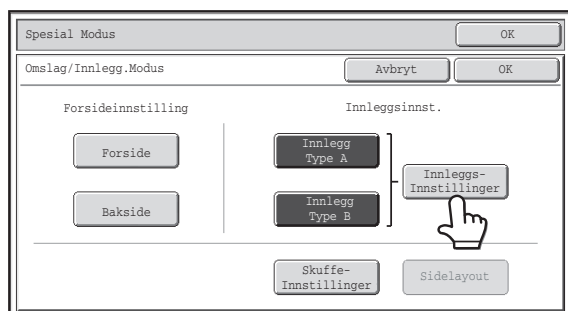 Spesial Modus
OK
Omslag/Innlegg.Modus
Avbryt
OK
Forsideinnstilling
Innleggsinnst.
Forside
Innlegg
Type A
Innleggs-
Innstillinger
Bakside
Innlegg
Type B
Skuffe-
Innstillinger
Sidelayout